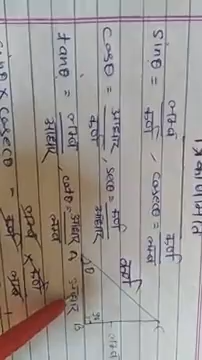 त्रिकोणमिति
sinθ = लम्ब/कर्ण , cosecθ = कर्ण/लम्ब
cosθ = आधार/कर्ण , secθ = कर्ण/आधार
tanθ = लम्ब/आधार , cotθ = आधार/लम्ब
A θ आधार B 90° लम्ब C कर्ण
sinθ × cosecθ = लम्ब/कर्ण × कर्ण/लम्ब